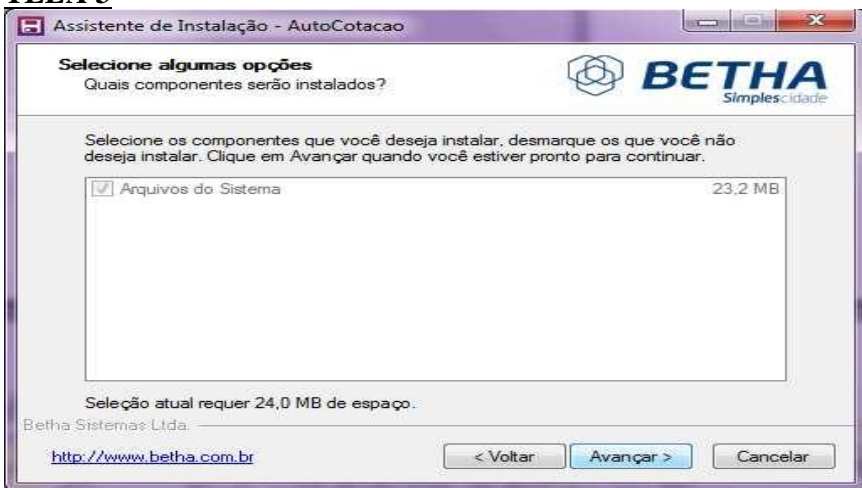 Assistente de Instalação - AutoCotacao
Selecione algumas opções
Quais componentes serão instalados?
BETHA
Simplescidade
Selecione os componentes que você deseja instalar, desmarque os que você não
deseja instalar. Clique em Avançar quando você estiver pronto para continuar.
Arquivos do Sistema 23,2 MB
Seleção atual requer 24,0 MB de espaço.
Betha Sistemas Ltda.
http://www.betha.com.br < Voltar Avançar > Cancelar